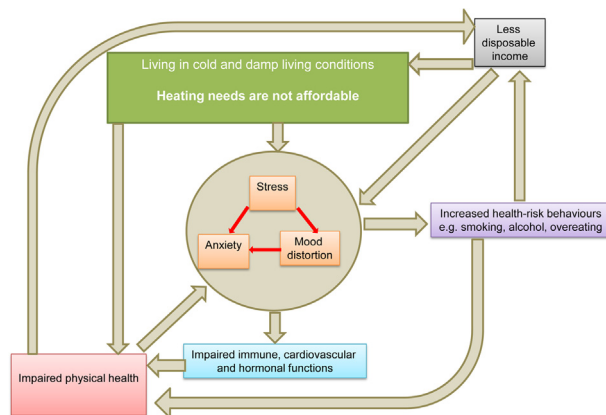 Less
disposable
income
Living in cold and damp living conditions
Heating needs are not affordable
Stress
Anxiety
Mood
distortion
Increased health-risk behaviours
e.g. smoking, alcohol, overeating
Impaired immune, cardiovascular
and hormonal functions
Impaired physical health